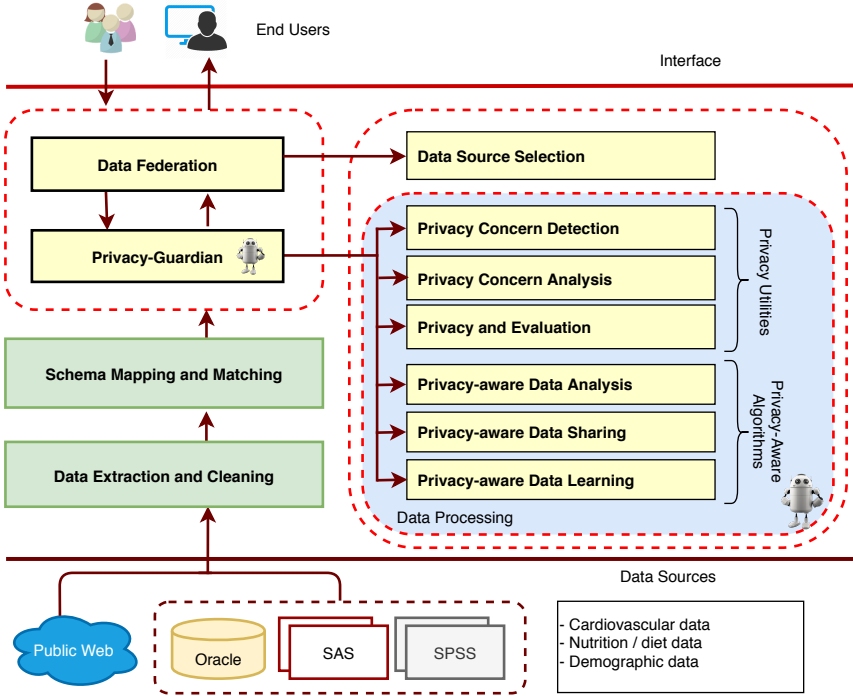 End Users
Interface
Data Federation
Data Source Selection
Privacy-Guardian
Privacy Concern Detection
Privacy Concern Analysis
Privacy and Evaluation
Privacy Utilities
Schema Mapping and Matching
Privacy-aware Data Analysis
Privacy-aware Data Sharing
Privacy-aware Data Learning
Privacy-Aware
Algorithms
Data Extraction and Cleaning
Data Processing
Data Sources
Public Web
Oracle
SAS
SPSS
- Cardiovascular data
- Nutrition / diet data
- Demographic data